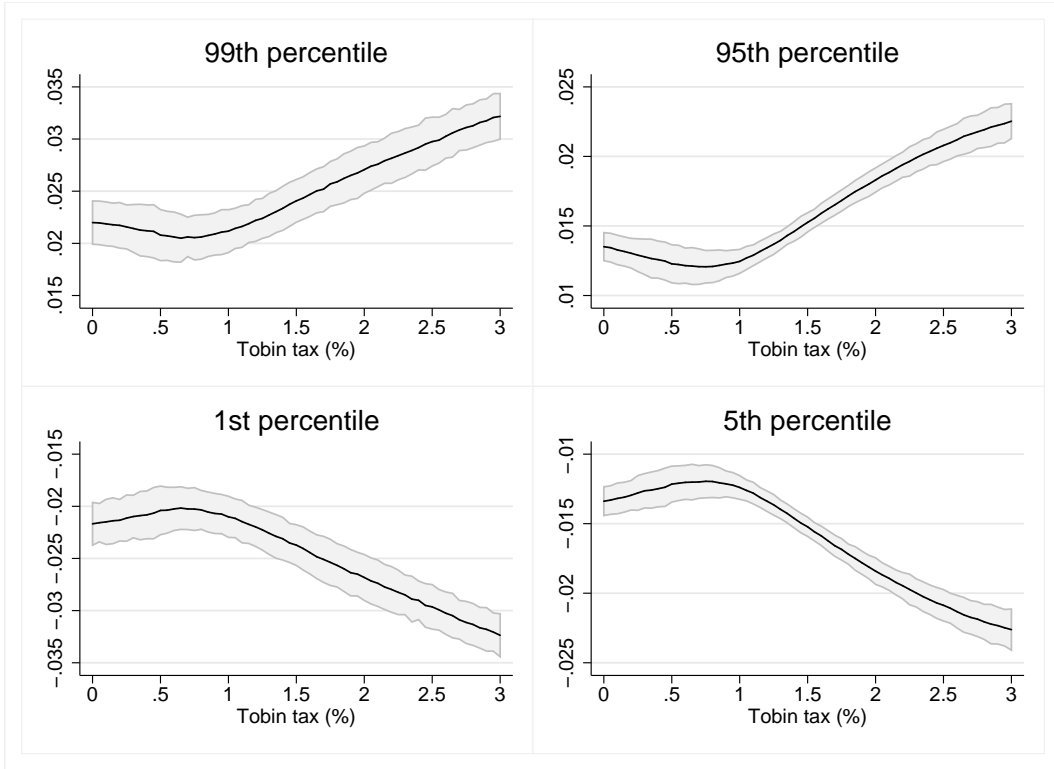 99th percentile
.035
.03
.025
.02
.015
0 .5 1 1.5 2 2.5 3
Tobin tax (%)
95th percentile
.025
.02
.015
.01
0 .5 1 1.5 2 2.5 3
Tobin tax (%)
1st percentile
−.015
−.02
−.025
−.03
−.035
0 .5 1 1.5 2 2.5 3
Tobin tax (%)
5th percentile
−.01
−.015
−.02
−.025
0 .5 1 1.5 2 2.5 3
Tobin tax (%)